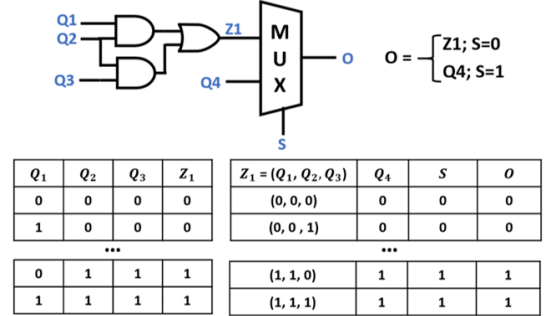 Q1
Q2
Q3
Z1
Q4
MUX
S
O
O = { Z1; S=0
Q4; S=1
Q₁ Q₂ Q₃ Z₁
0 0 0 0
1 0 0 0
...
0 1 1 1
1 1 1 1
Z₁ = (Q₁, Q₂, Q₃) Q₄ S O
(0, 0, 0) 0 0 0
(0, 0 , 1) 0 0 0
...
(1, 1, 0) 1 1 1
(1, 1, 1) 1 1 1